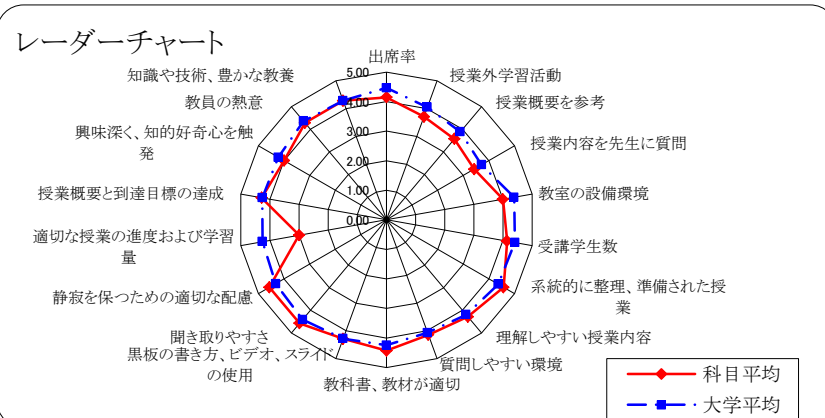 レーダーチャート
出席率
授業外学習活動
授業概要を参考
授業内容を先生に質問
教室の設備環境
受講学生数
系統的に整理、準備された授
業
理解しやすい授業内容
質問しやすい環境
教科書、教材が適切
黒板の書き方、ビデオ、スライド
の使用
聞き取りやすさ
静寂を保つための適切な配慮
適切な授業の進度および学習
量
授業概要と到達目標の達成
興味深く、知的好奇心を触
発
教員の熱意
知識や技術、豊かな教養
5.00
4.00
3.00
2.00
1.00
0.00
科目平均
大学平均